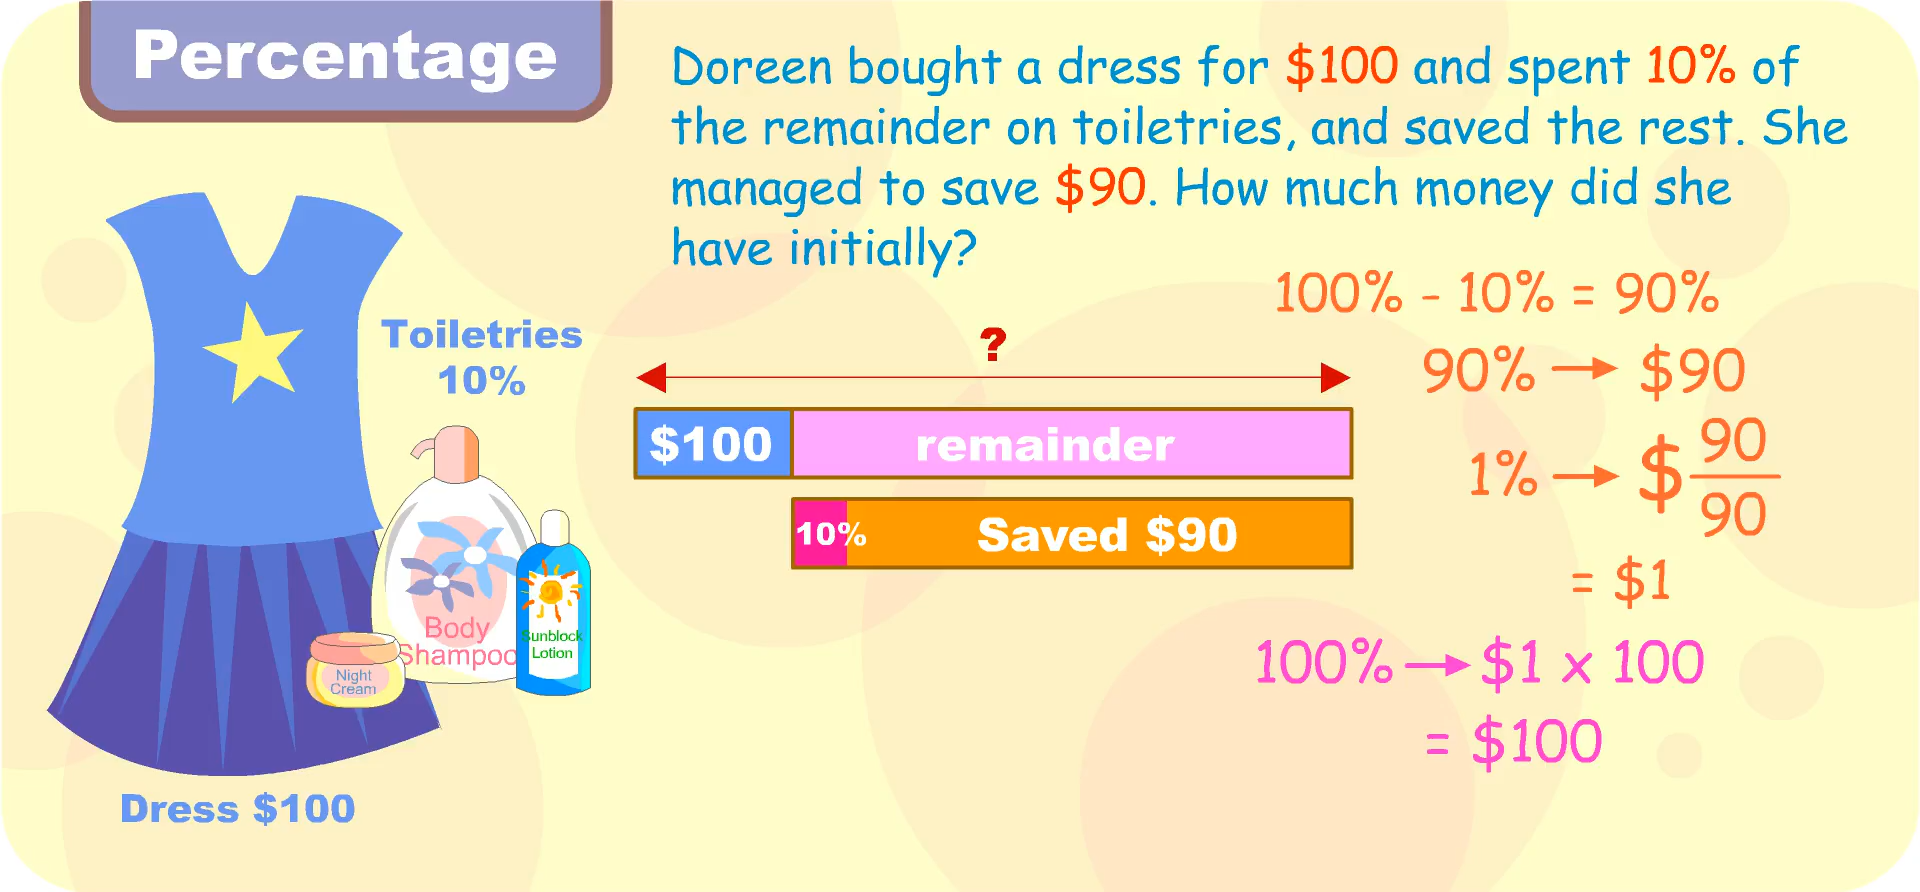 Percentage
Doreen bought a dress for $100 and spent 10% of
the remainder on toiletries, and saved the rest. She
managed to save $90. How much money did she
have initially?
Toiletries
10%
Body
Shampoo
Sunblock
Lotion
Night
Cream
Dress $100
?
$100 remainder
10% Saved $90
100% - 10% = 90%
90% → $90
1% → $ 90/90
= $1
100% → $1 x 100
= $100